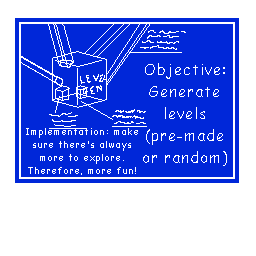 LEVEL
GEN
Objective:
Generate
levels
(pre-made
or random)
Implementation: make
sure there's always
more to explore.
Therefore, more fun!